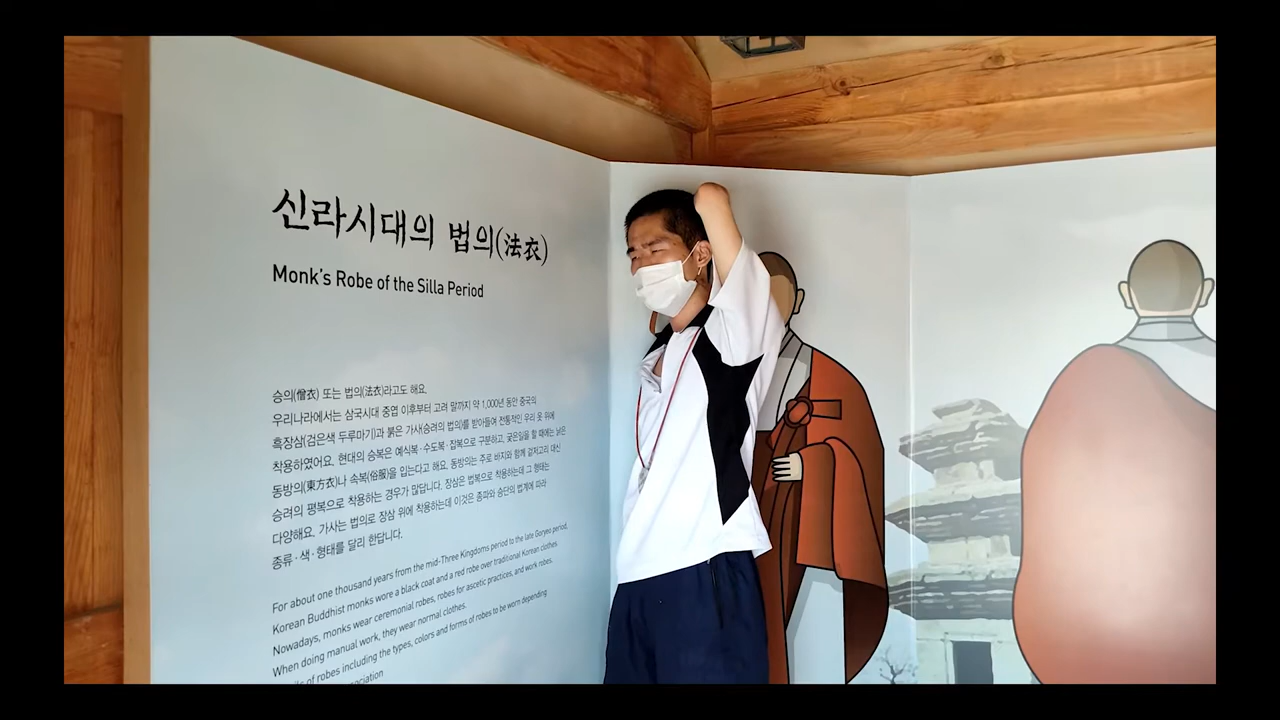 신라시대의 법의(法衣)
Monk's Robe of the Silla Period
승의(僧衣) 또는 법의(法衣)라고도 해요.
우리나라에서는 삼국시대 중엽 이후부터 고려 말까지 약 1,000년 동안 중국의
흑장삼(검은색 두루마기)과 붉은 가사(승려의 법의)를 받아들여 전통적인 우리 옷 위에
착용하였어요. 현대의 승복은 예식복·수도복·잡복으로 구분하고, 궂은일을 할 때에는 낡은
동방의(東方衣)나 속복(俗服)을 입는다고 해요. 동방의는 주로 바지와 함께 겉저고리 대신
승려의 평복으로 착용하는 경우가 많답니다. 장삼은 법복으로 착용하는데 그 형태는
다양해요. 가사는 법의로 장삼 위에 착용하는데 이것은 종파와 승단의 법계에 따라
종류·색·형태를 달리 한답니다.
For about one thousand years from the mid-Three Kingdoms period to the late Goryeo period,
Korean Buddhist monks wore a black coat and a red robe over traditional Korean clothes.
Nowadays, monks wear ceremonial robes, robes for ascetic practices, and work robes.
When doing manual work, they wear normal clothes.
of robes including the types, colors and forms of robes to be worn depending